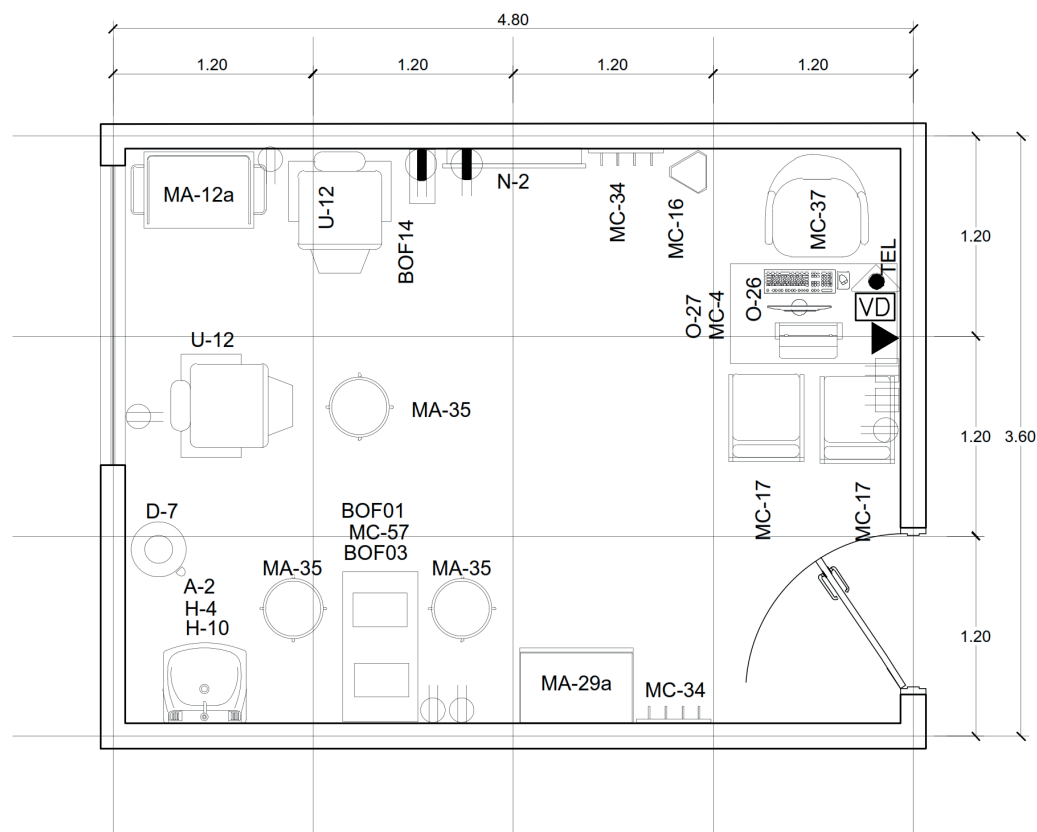 4.80
1.20
1.20
1.20
1.20
MA-12a
U-12
BOF14
N-2
MC-34
MC-16
MC-37
TEL
1.20
O-27
MC-4
O-26
VD
U-12
MA-35
1.20
3.60
MC-17
MC-17
D-7
BOF01
MC-57
BOF03
MA-35
MA-35
A-2
H-4
H-10
1.20
MA-29a
MC-34